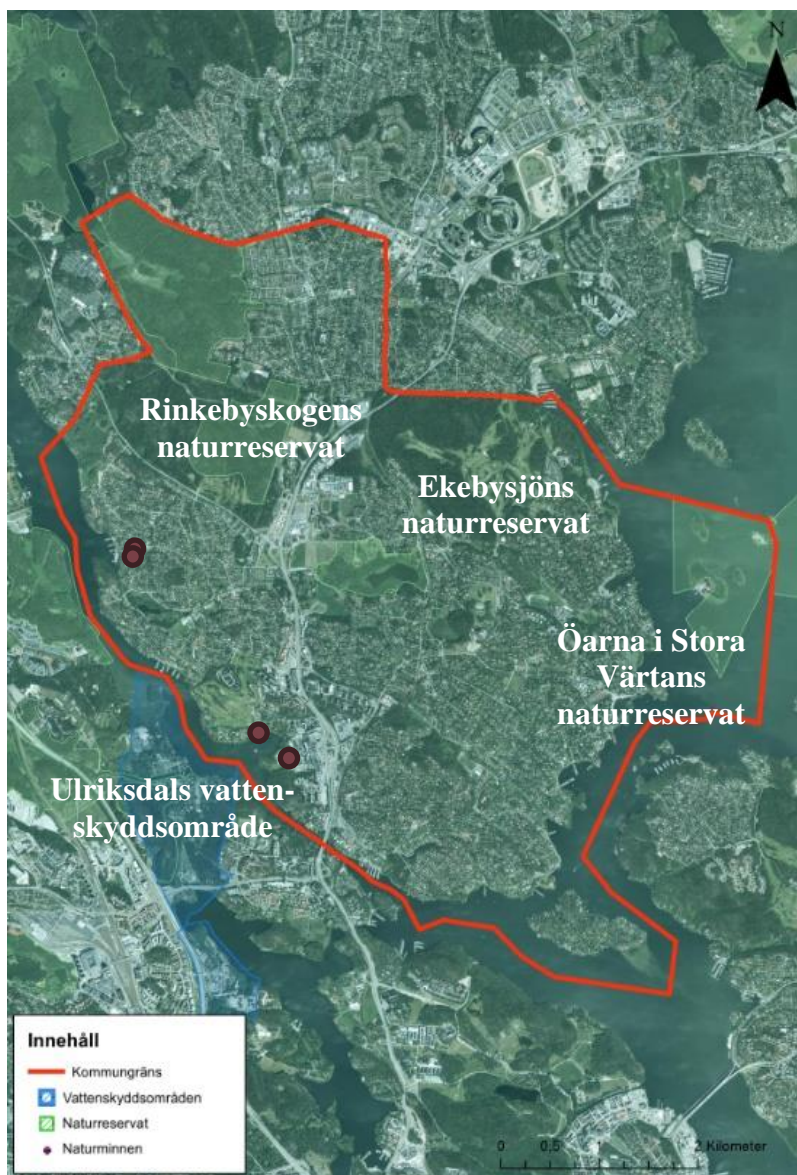 N
Rinkebyskogens
naturreservat
Ekebysjöns
naturreservat
Öarna i Stora
Värtans
naturreservat
Ulriksdals vatten-
skyddsområde
Innehåll
Kommungräns
Vattenskyddsområden
Naturreservat
Naturminnen
0 0,5 1 2 Kilometer